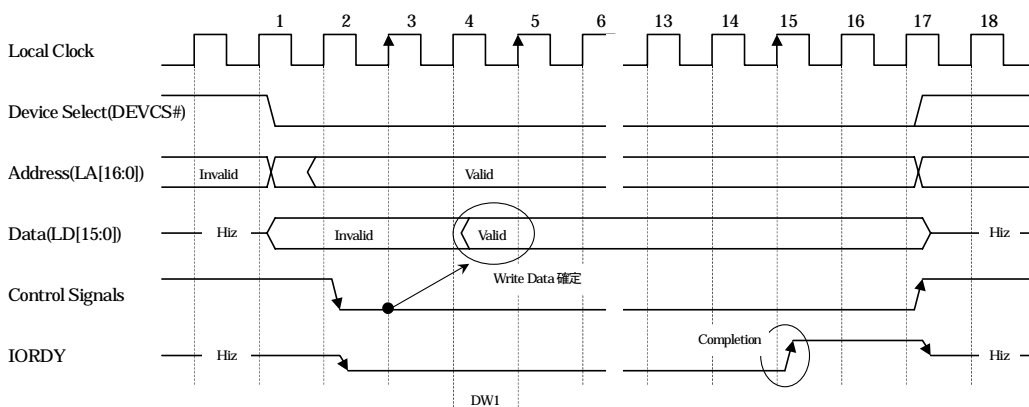 1 2 3 4 5 6 13 14 15 16 17 18
Local Clock
Device Select(DEVCS#)
Address(LA[16:0]) Invalid Valid
Data(LD[15:0]) Hiz Invalid Valid Hiz
Write Data 確定
Control Signals
Completion
IORDY Hiz Hiz
DW1